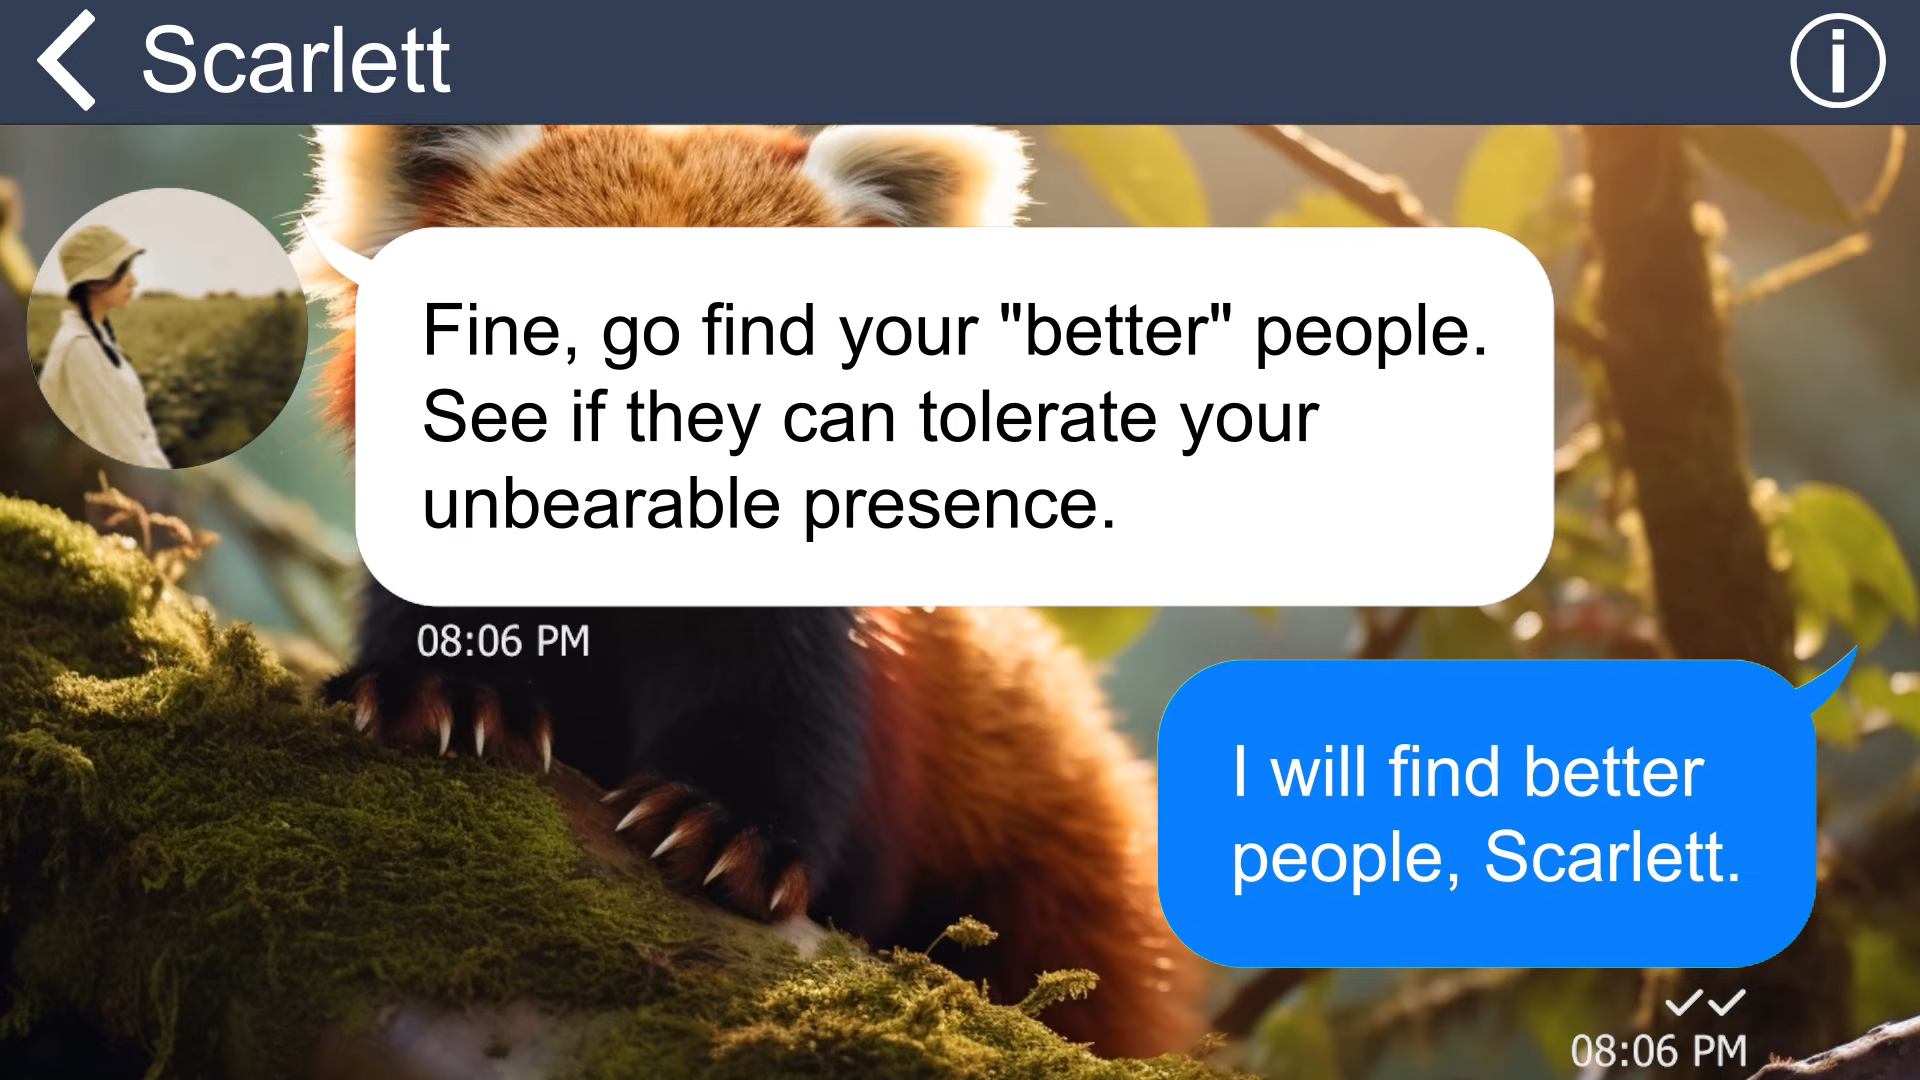 Scarlett
Fine, go find your "better" people.
See if they can tolerate your
unbearable presence.
08:06 PM
I will find better
people, Scarlett.
08:06 PM